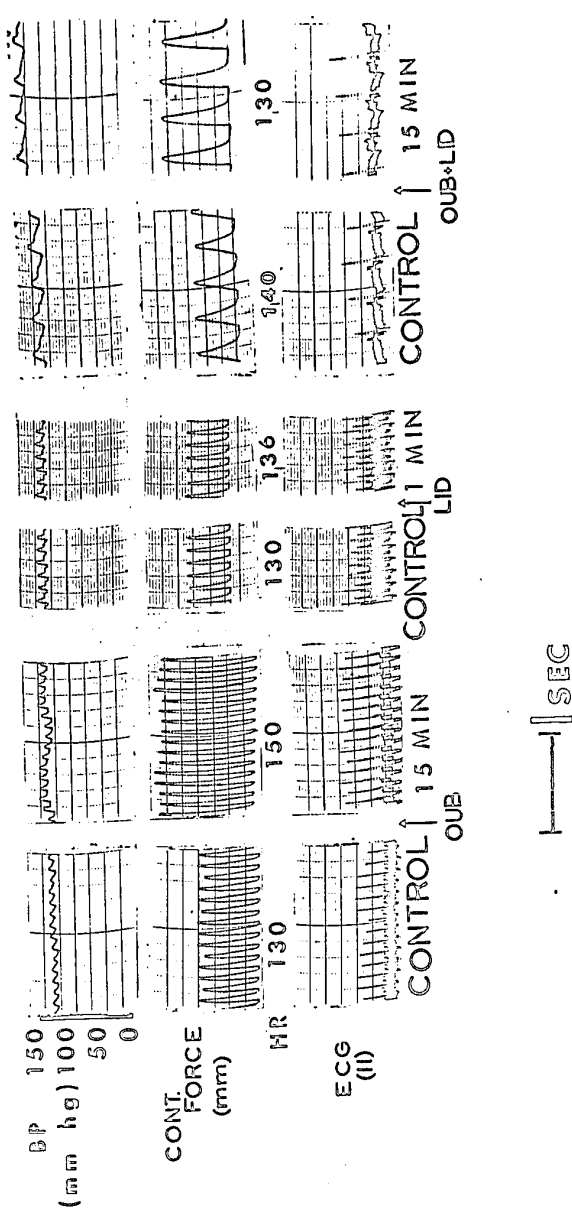 BP
(mm hg)
150
100
50
0
CONT.
FORCE
(mm)
HR
130
150
130
136
140
130
ECG
(II)
CONTROL
15 MIN
CONTROL
1 MIN
CONTROL
15 MIN
OUB
LID
OUB+LID
1 SEC